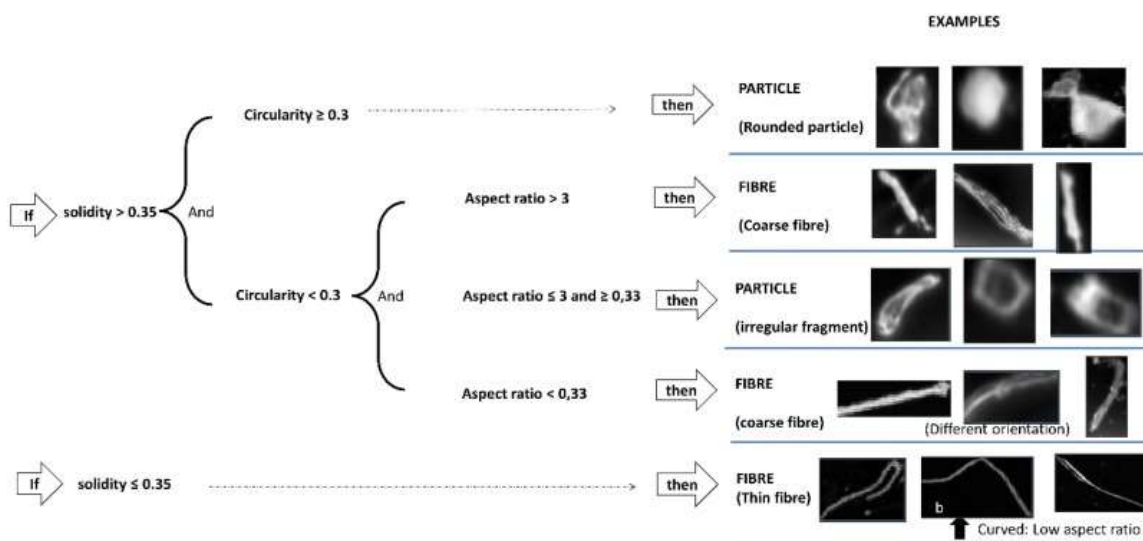 EXAMPLES
Circularity ≥ 0.3
then
PARTICLE
(Rounded particle)
If
solidity > 0.35
And
Aspect ratio > 3
then
FIBRE
(Coarse fibre)
Circularity < 0.3
And
Aspect ratio ≤ 3 and ≥ 0,33
then
PARTICLE
(irregular fragment)
Aspect ratio < 0,33
then
FIBRE
(coarse fibre)
(Different orientation)
If
solidity ≤ 0.35
then
FIBRE
(Thin fibre)
b
Curved: Low aspect ratio